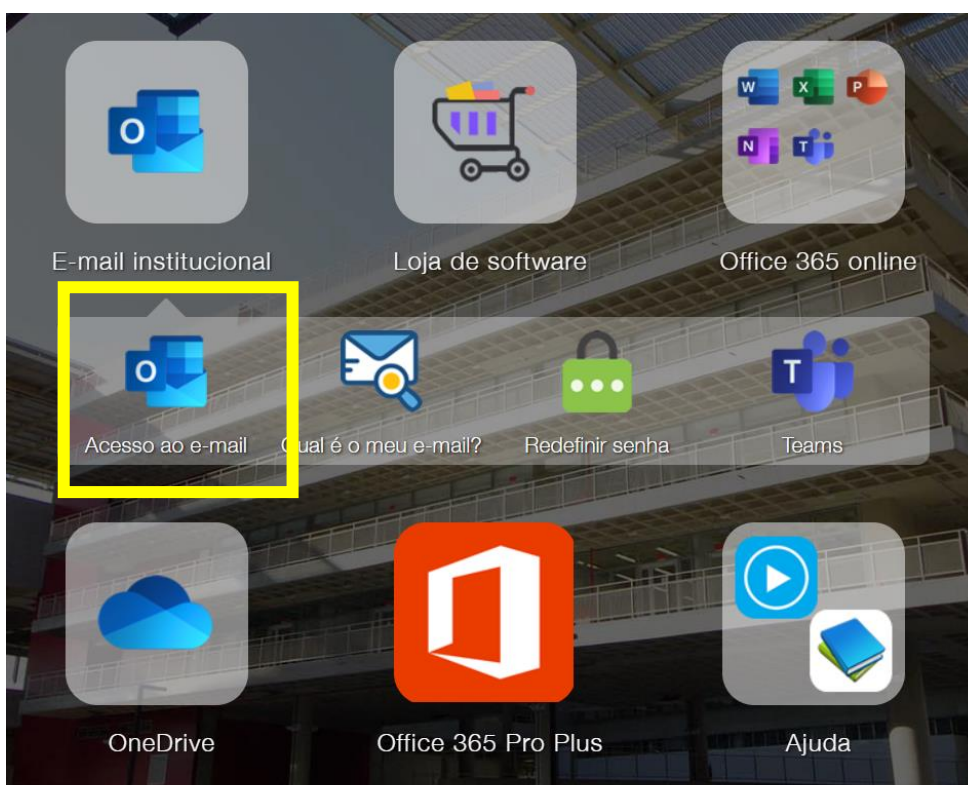 O
W X P
N T
E-mail institucional
Loja de software
Office 365 online
O
T
Acesso ao e-mail
Qual é o meu e-mail?
Redefinir senha
Teams
OneDrive
Office 365 Pro Plus
Ajuda